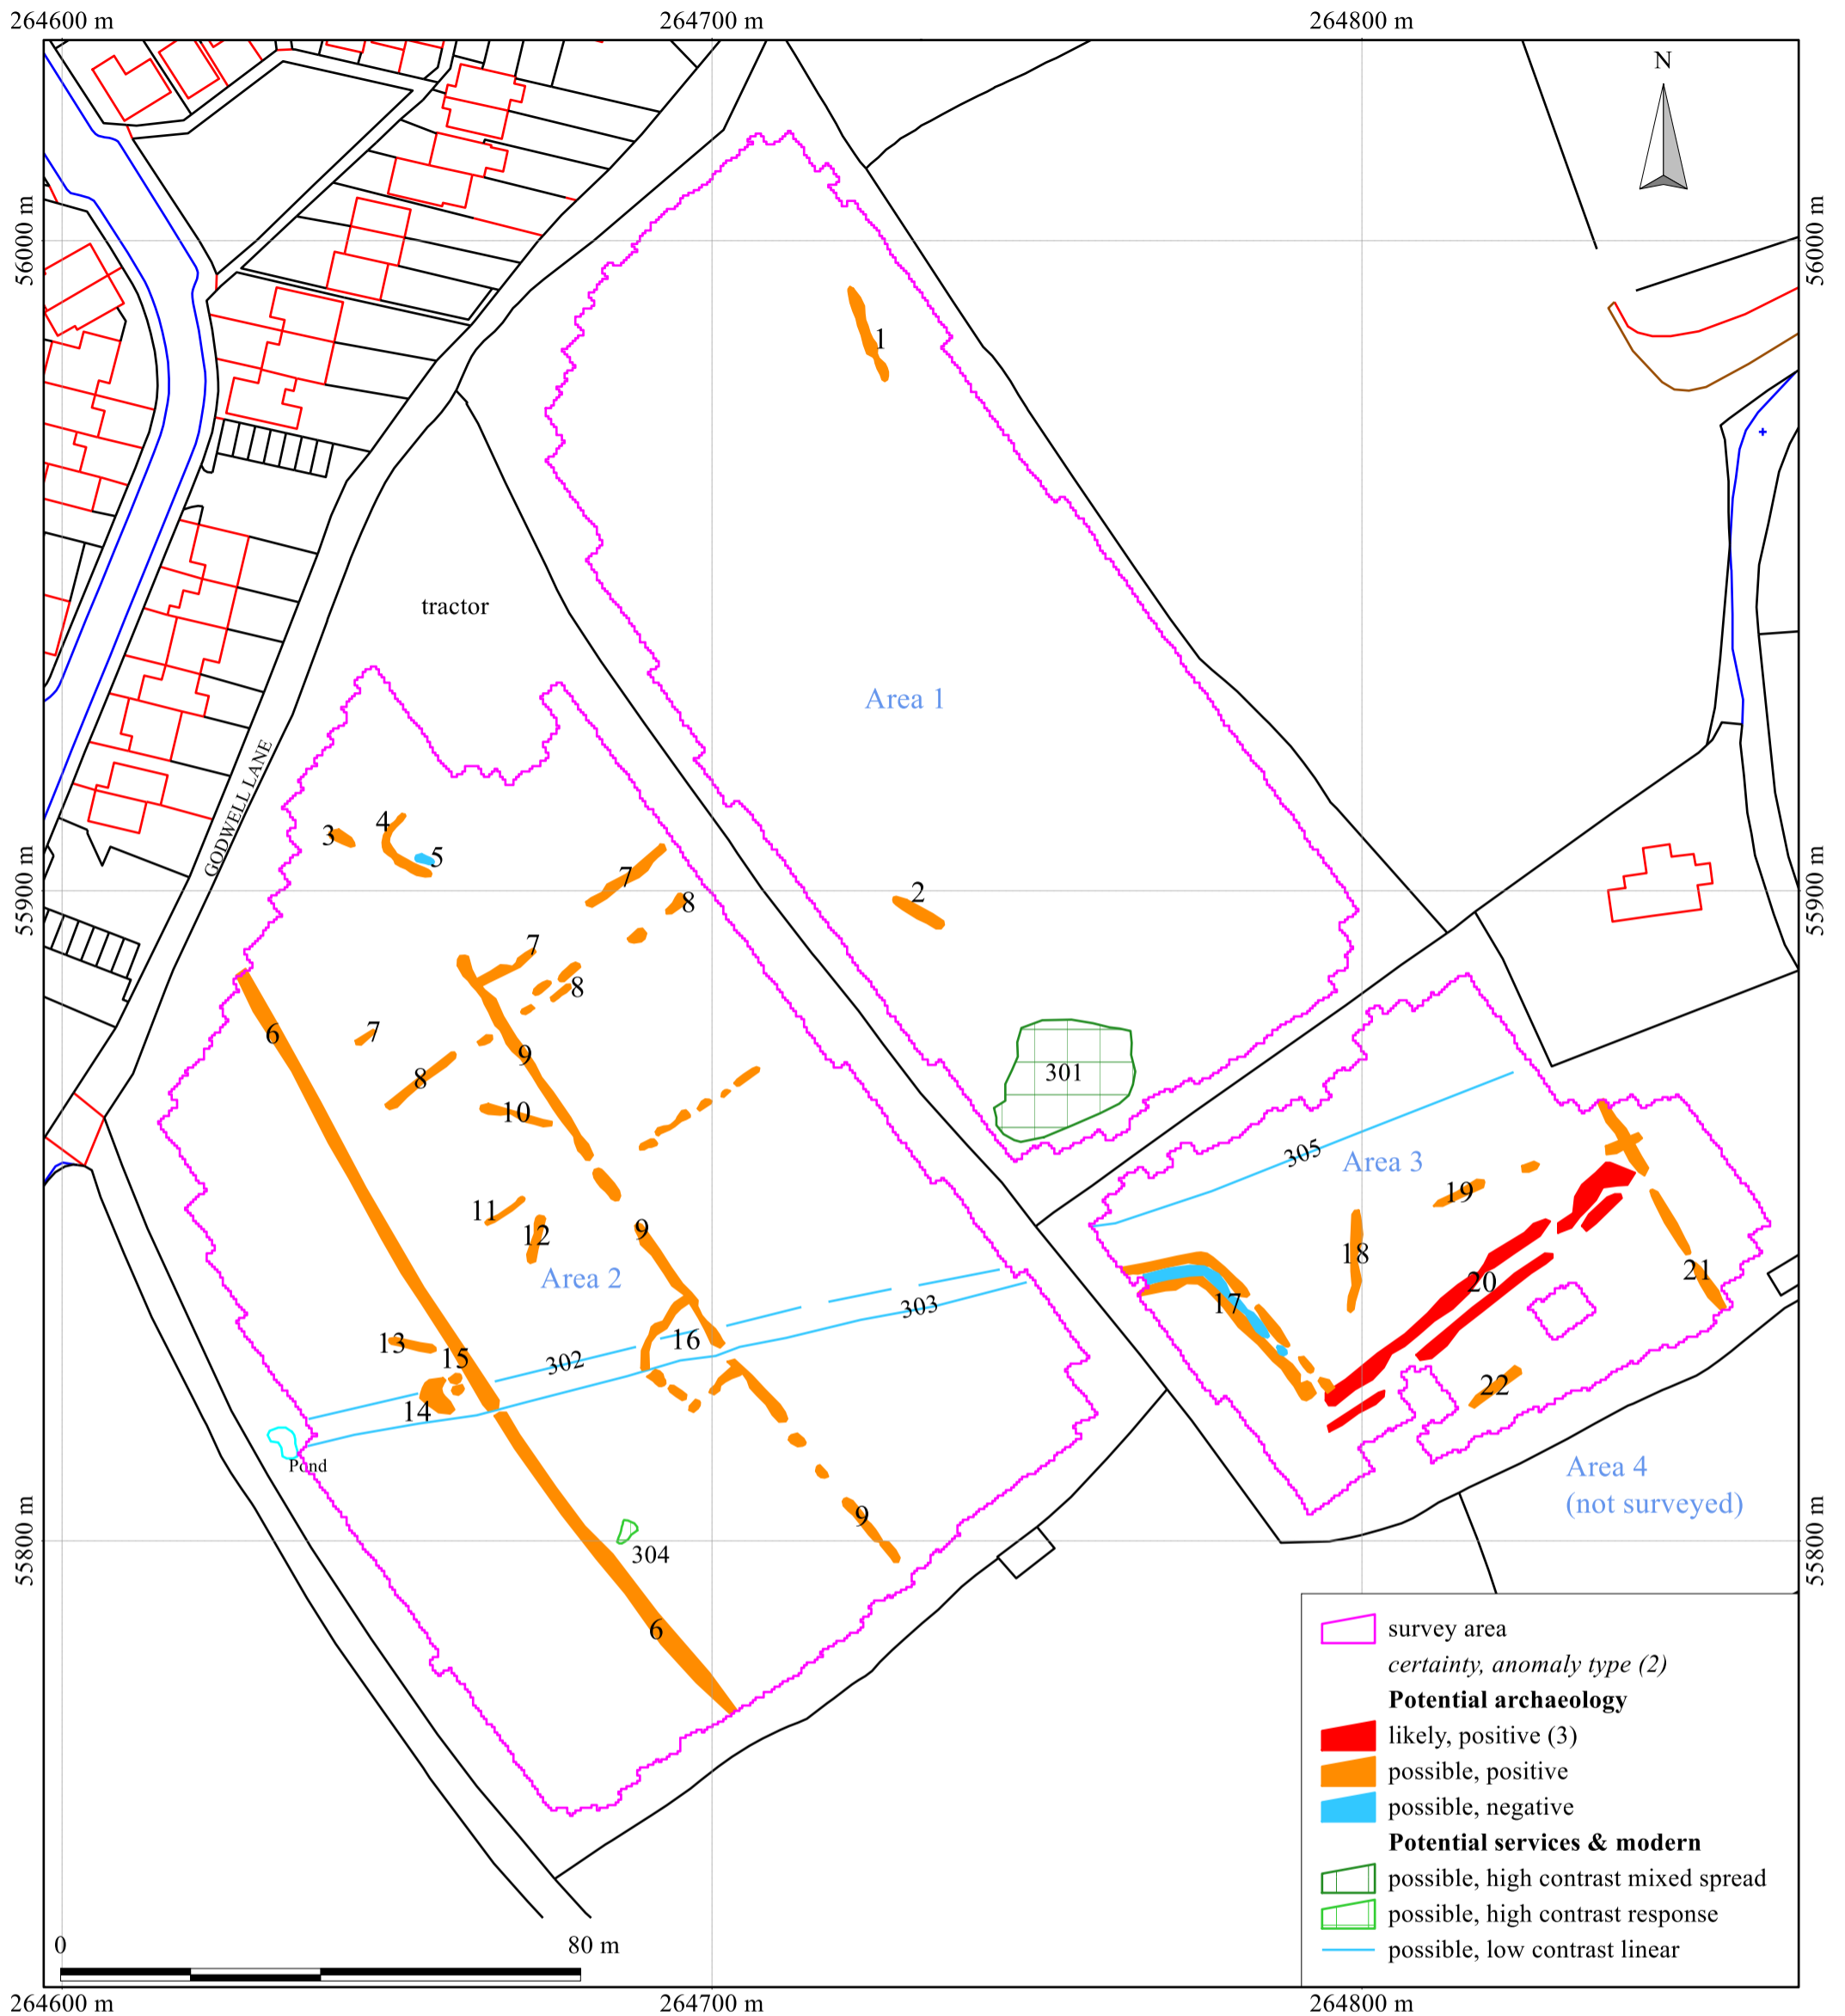 264600 m
264700 m
264800 m
N
56000 m
56000 m
1
tractor
Area 1
GODWELL LANE
3
4
5
7
8
2
55900 m
55900 m
7
8
6
7
9
8
10
301
305
Area 3
19
11
12
9
Area 2
18
17
20
21
303
13
15
302
16
14
22
Pond
Area 4
(not surveyed)
9
304
55800 m
55800 m
6
survey area
certainty, anomaly type (2)
Potential archaeology
likely, positive (3)
possible, positive
possible, negative
Potential services & modern
possible, high contrast mixed spread
possible, high contrast response
possible, low contrast linear
0
80 m
264600 m
264700 m
264800 m